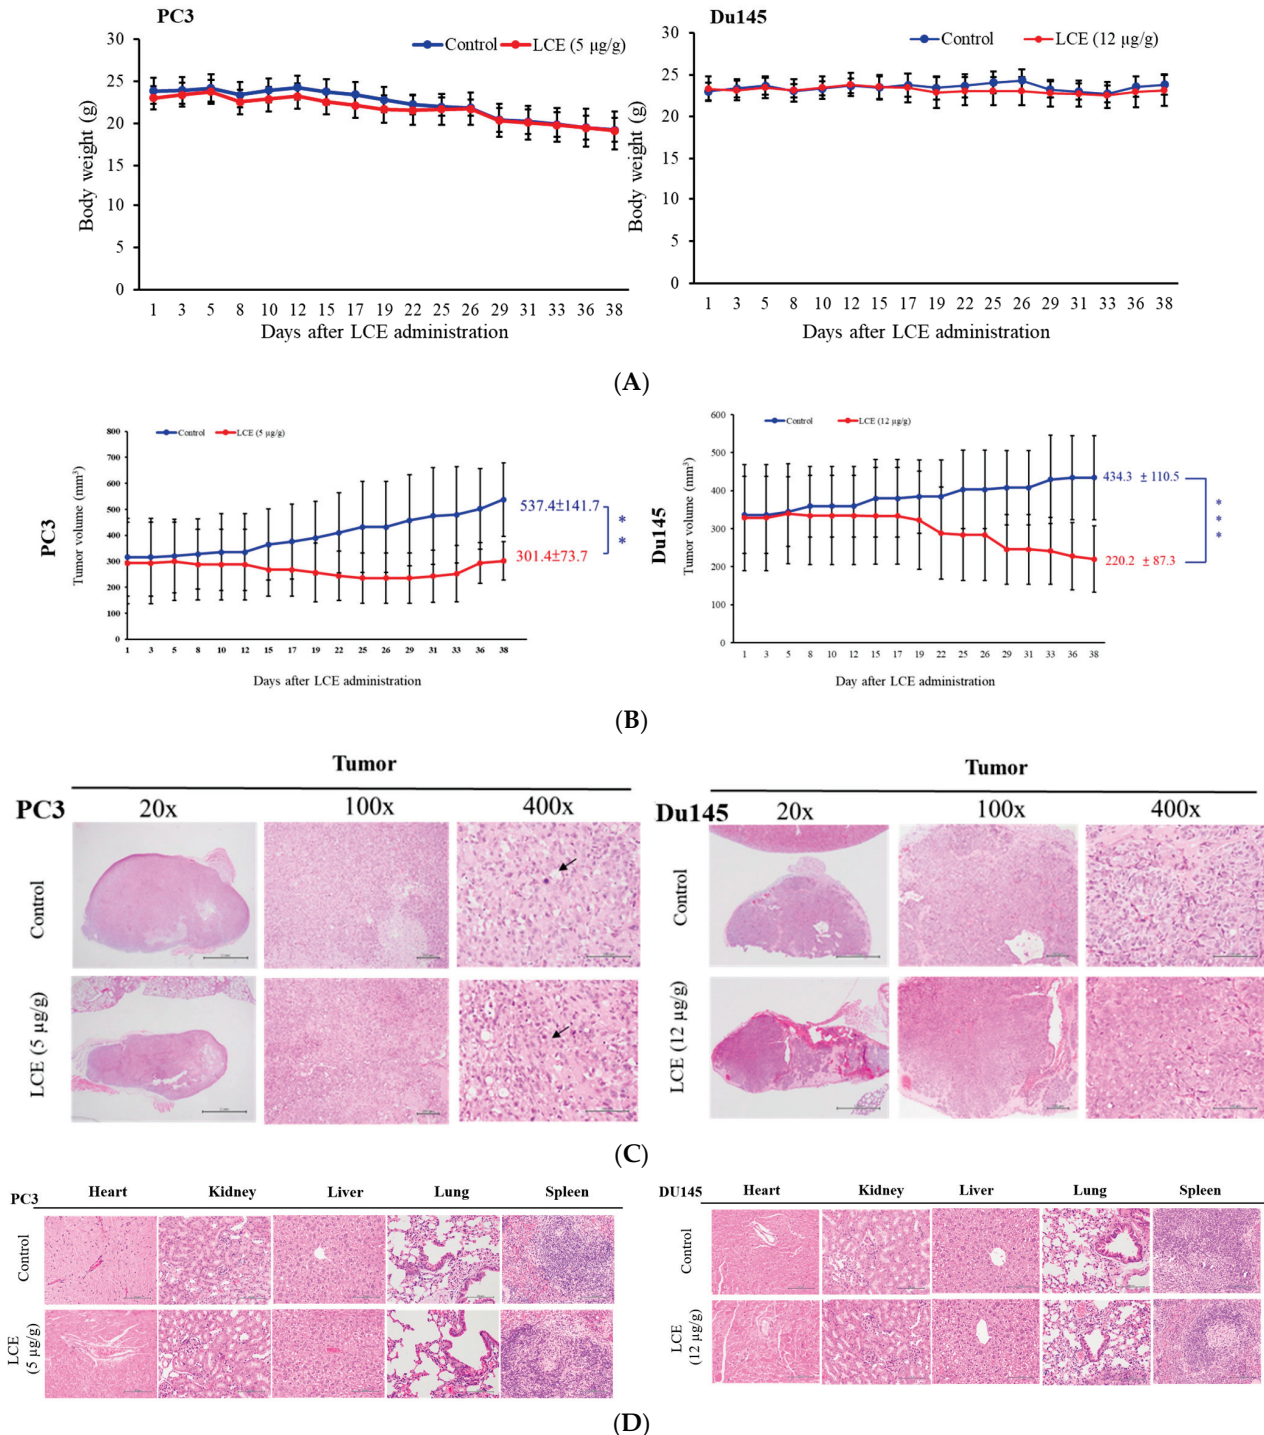 PC3
Control LCE (5 µg/g)
Body weight (g)
30
25
20
15
10
5
0
1 3 5 8 10 12 15 17 19 22 25 26 29 31 33 36 38
Days after LCE administration
Du145
Control LCE (12 µg/g)
Body weight (g)
30
25
20
15
10
5
0
1 3 5 8 10 12 15 17 19 22 25 26 29 31 33 36 38
Days after LCE administration
(A)
PC3
Control LCE (5 µg/g)
Tumor volume (mm³)
800
700
600
500
400
300
200
100
0
537.4±141.7
**
301.4±73.7
1 3 5 8 10 12 15 17 19 22 25 26 29 31 33 36 38
Days after LCE administration
Du145
Control LCE (12 µg/g)
Tumor volume (mm³)
600
500
400
300
200
100
0
434.3 ± 110.5
***
220.2 ± 87.3
1 3 5 8 10 12 15 17 19 22 25 26 29 31 33 36 38
Day after LCE administration
(B)
Tumor
PC3 20x 100x 400x
Control
LCE (5 µg/g)
Tumor
Du145 20x 100x 400x
Control
LCE (12 µg/g)
(C)
PC3 Heart Kidney Liver Lung Spleen
Control
LCE
(5 µg/g)
DU145 Heart Kidney Liver Lung Spleen
Control
LCE
(12 µg/g)
(D)